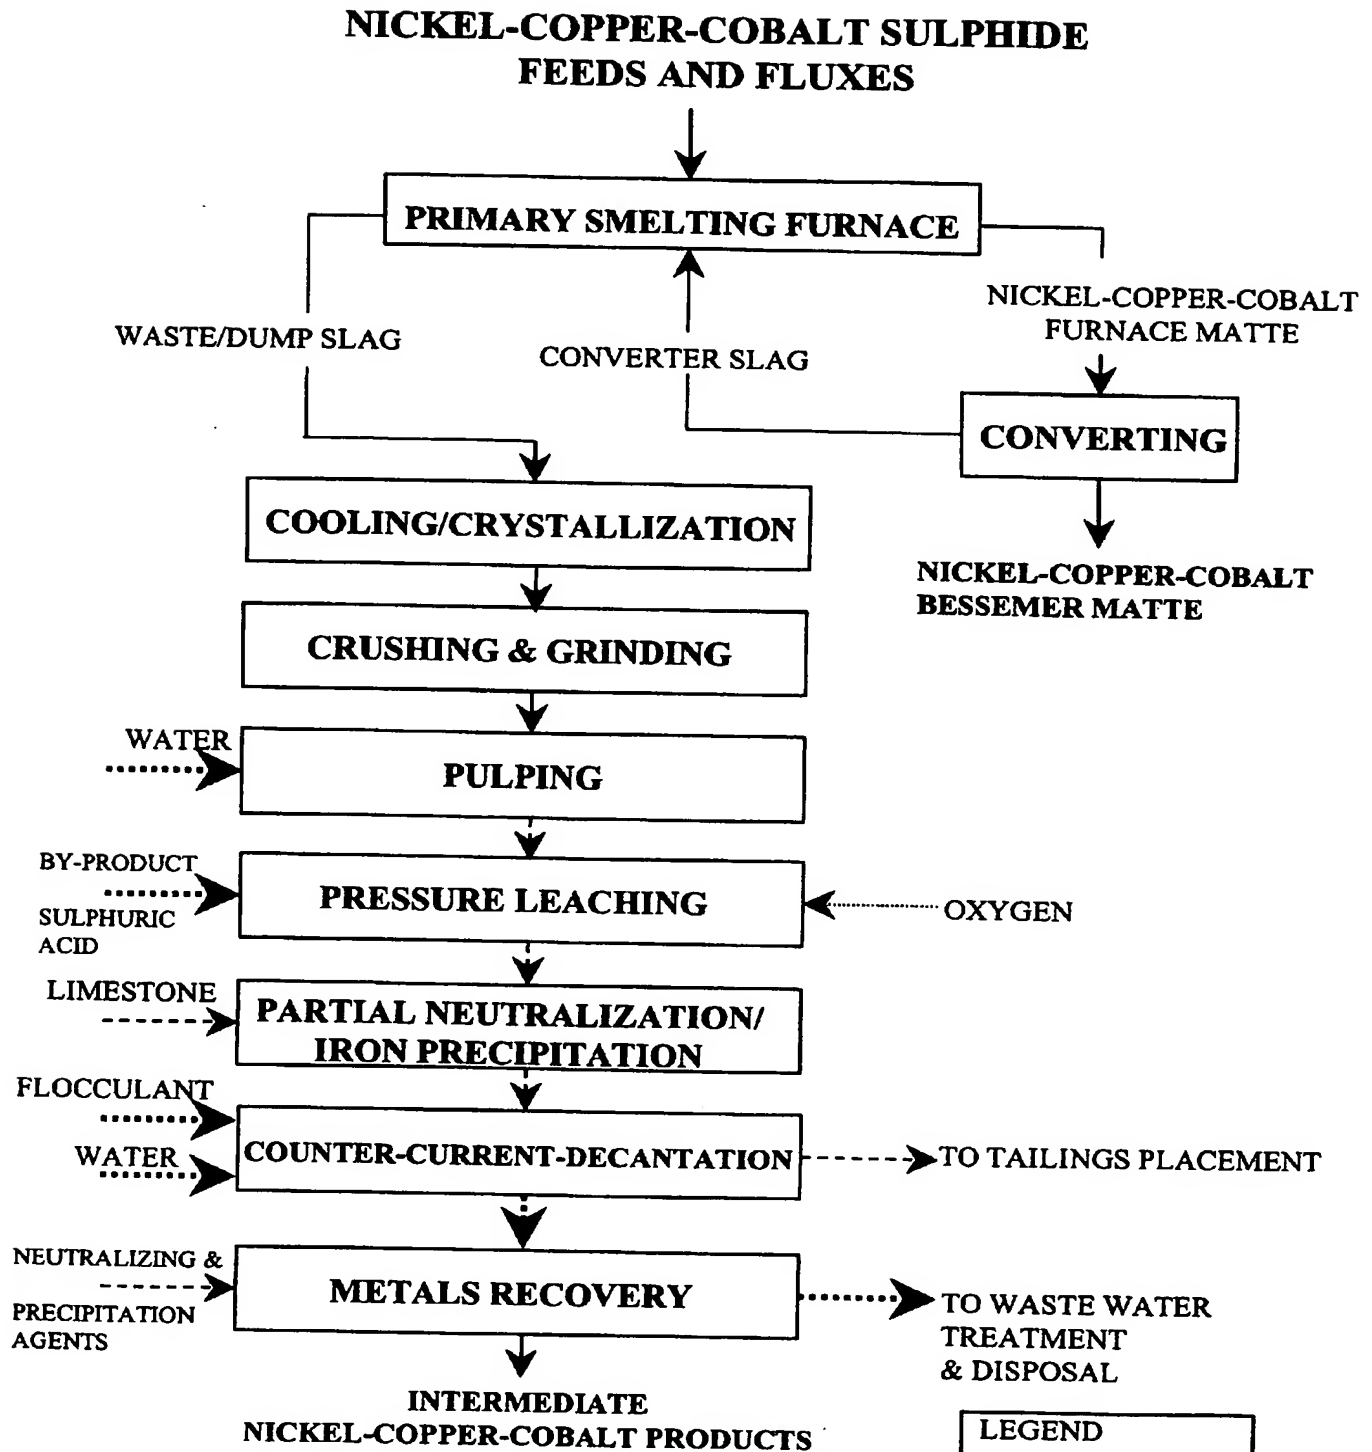 NICKEL-COPPER-COBALT SULPHIDE
FEEDS AND FLUXES
PRIMARY SMELTING FURNACE
NICKEL-COPPER-COBALT
FURNACE MATTE
WASTE/DUMP SLAG
CONVERTER SLAG
CONVERTING
COOLING/CRYSTALLIZATION
NICKEL-COPPER-COBALT
BESSEMER MATTE
CRUSHING & GRINDING
WATER
PULPING
BY-PRODUCT
SULPHURIC
ACID
PRESSURE LEACHING
OXYGEN
LIMESTONE
PARTIAL NEUTRALIZATION/
IRON PRECIPITATION
FLOCCULANT
WATER
COUNTER-CURRENT-DECANTATION
TO TAILINGS PLACEMENT
NEUTRALIZING &
PRECIPITATION
AGENTS
METALS RECOVERY
TO WASTE WATER
TREATMENT
& DISPOSAL
INTERMEDIATE
NICKEL-COPPER-COBALT PRODUCTS
LEGEND